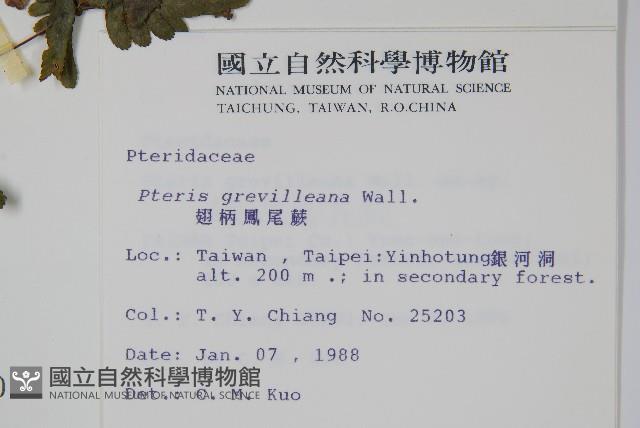 國立自然科學博物館
NATIONAL MUSEUM OF NATURAL SCIENCE
TAICHUNG, TAIWAN, R.O.CHINA
Pteridaceae
Pteris grevilleana Wall.
翅柄鳳尾蕨
Loc.: Taiwan , Taipei:Yinhotung銀河洞
alt. 200 m .; in secondary forest.
Col.: T. Y. Chiang No. 25203
Date: Jan. 07 , 1988
Det.: C. M. Kuo
國立自然科學博物館
NATIONAL MUSEUM OF NATURAL SCIENCE